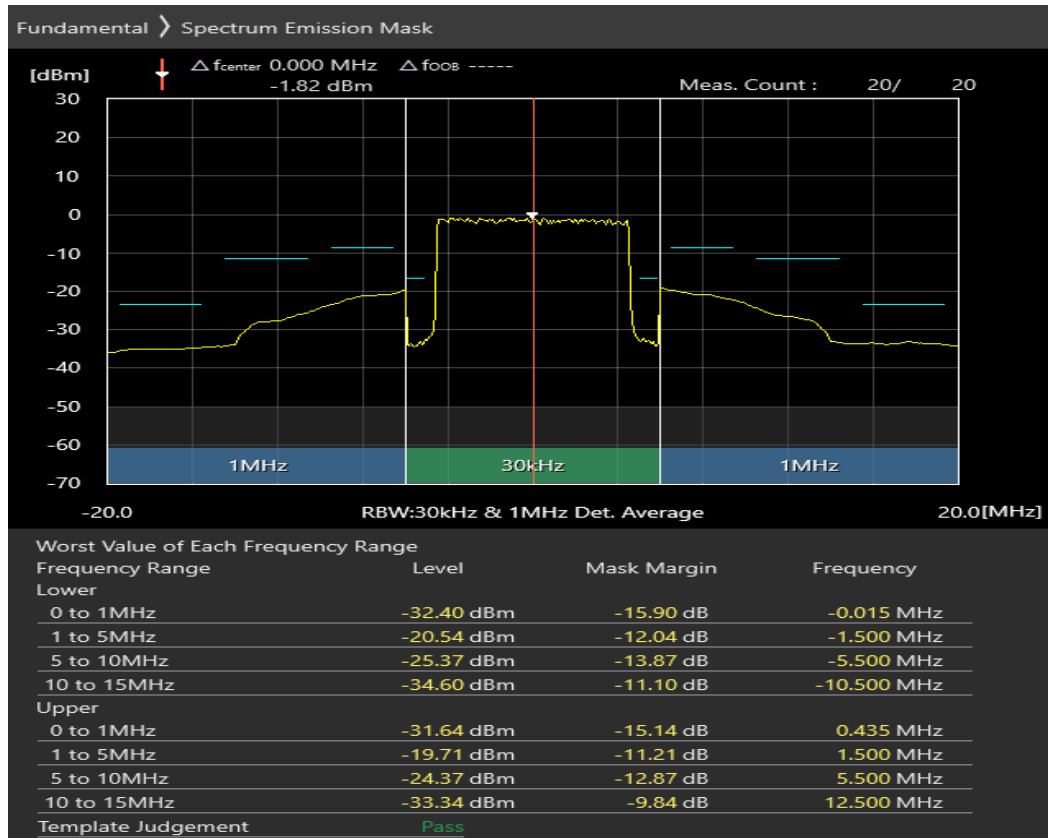 Fundamental ❯ Spectrum Emission Mask
[dBm] △ fcenter 0.000 MHz △ fOOB -----
-1.82 dBm Meas. Count : 20/ 20
30
20
10
0
-10
-20
-30
-40
-50
-60
1MHz 30kHz 1MHz
-70
-20.0 RBW:30kHz & 1MHz Det. Average 20.0[MHz]
Worst Value of Each Frequency Range
Frequency Range Level Mask Margin Frequency
Lower
0 to 1MHz -32.40 dBm -15.90 dB -0.015 MHz
1 to 5MHz -20.54 dBm -12.04 dB -1.500 MHz
5 to 10MHz -25.37 dBm -13.87 dB -5.500 MHz
10 to 15MHz -34.60 dBm -11.10 dB -10.500 MHz
Upper
0 to 1MHz -31.64 dBm -15.14 dB 0.435 MHz
1 to 5MHz -19.71 dBm -11.21 dB 1.500 MHz
5 to 10MHz -24.37 dBm -12.87 dB 5.500 MHz
10 to 15MHz -33.34 dBm -9.84 dB 12.500 MHz
Template Judgement Pass